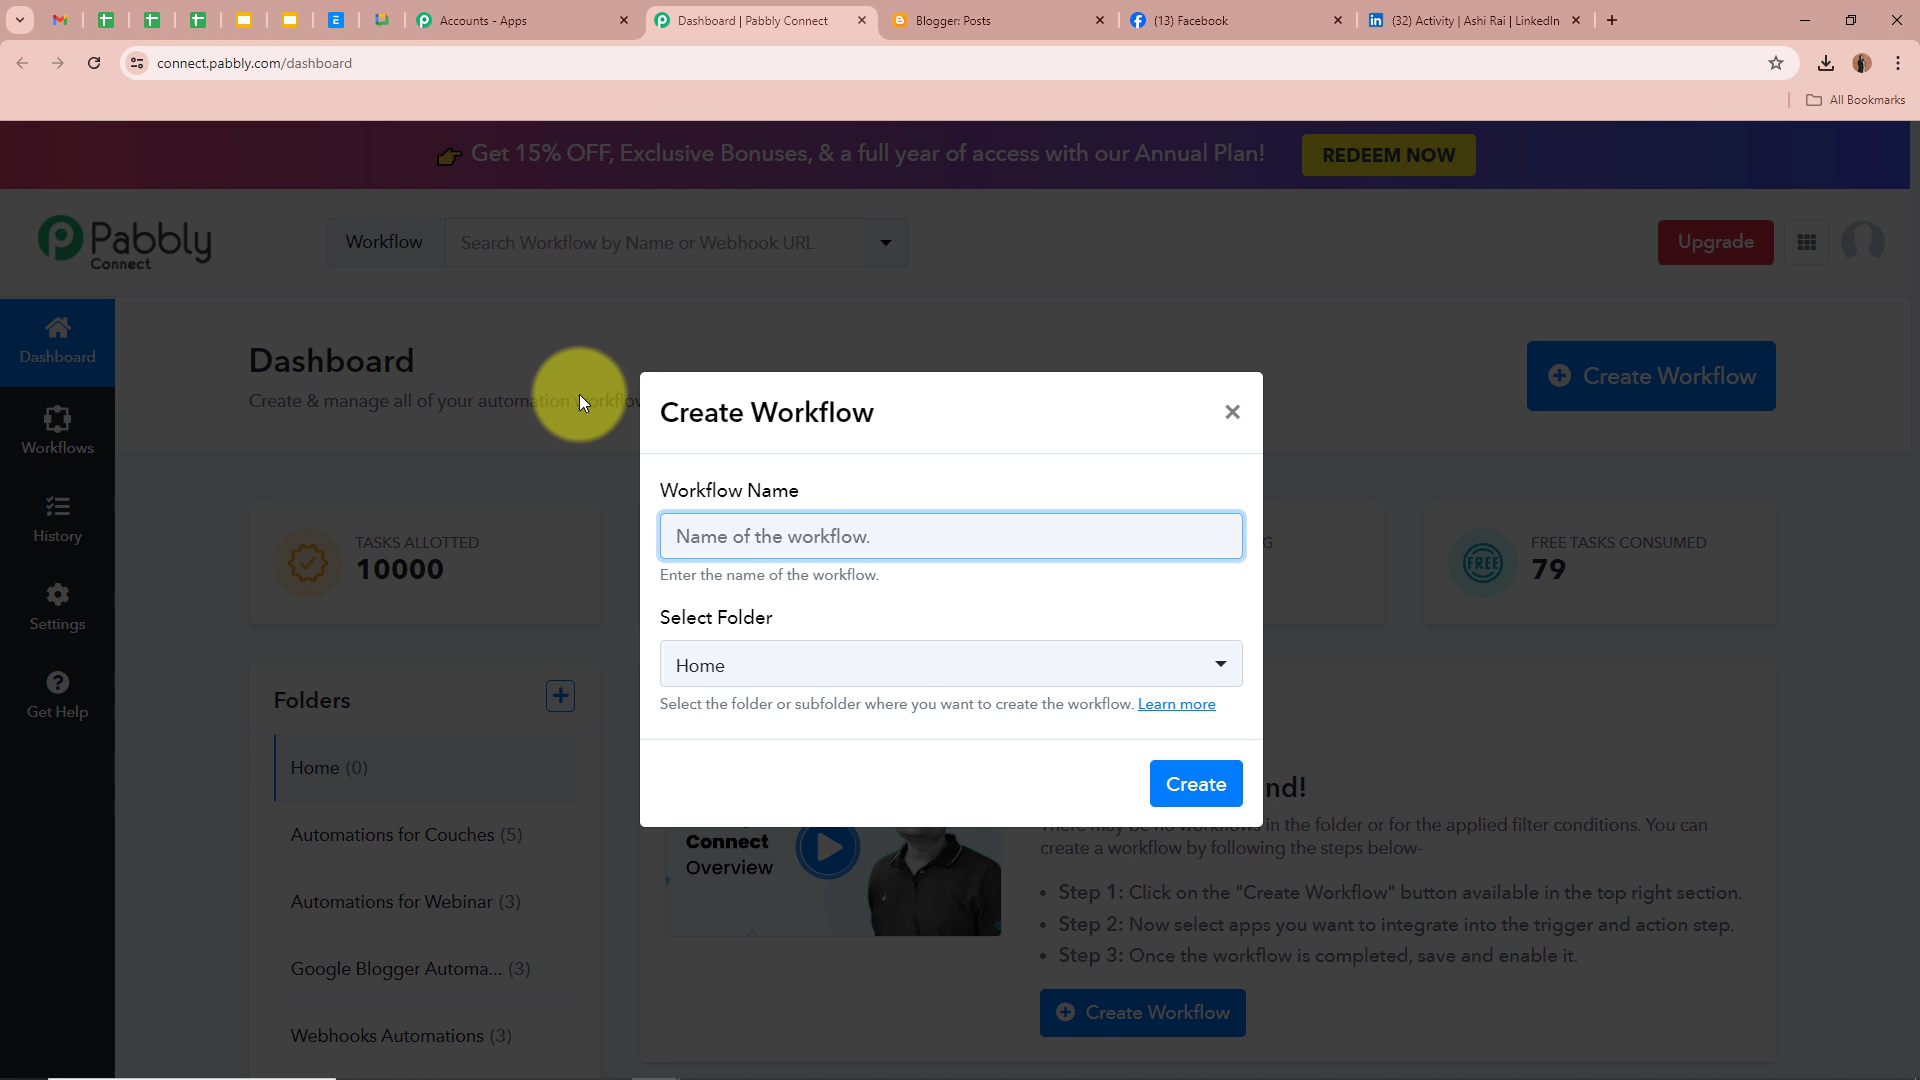 Accounts - Apps
Dashboard | Pabbly Connect
Blogger: Posts
(13) Facebook
(32) Activity | Ashi Rai | LinkedIn
connect.pabbly.com/dashboard
All Bookmarks
Get 15% OFF, Exclusive Bonuses, & a full year of access with our Annual Plan!
REDEEM NOW
Pabbly
Connect
Workflow
Search Workflow by Name or Webhook URL
Upgrade
Dashboard
Workflows
History
Settings
Get Help
Dashboard
Create & manage all of your automation workflow
Create Workflow
TASKS ALLOTTED
10000
G
FREE TASKS CONSUMED
FREE
79
Folders
Home (0)
Automations for Couches (5)
Automations for Webinar (3)
Google Blogger Automa... (3)
Webhooks Automations (3)
Create Workflow
Workflow Name
Name of the workflow.
Enter the name of the workflow.
Select Folder
Home
Select the folder or subfolder where you want to create the workflow. Learn more
Create
Connect
Overview
nd!
There may be no workflows in the folder or for the applied filter conditions. You can
create a workflow by following the steps below-
• Step 1: Click on the "Create Workflow" button available in the top right section.
• Step 2: Now select apps you want to integrate into the trigger and action step.
• Step 3: Once the workflow is completed, save and enable it.
Create Workflow